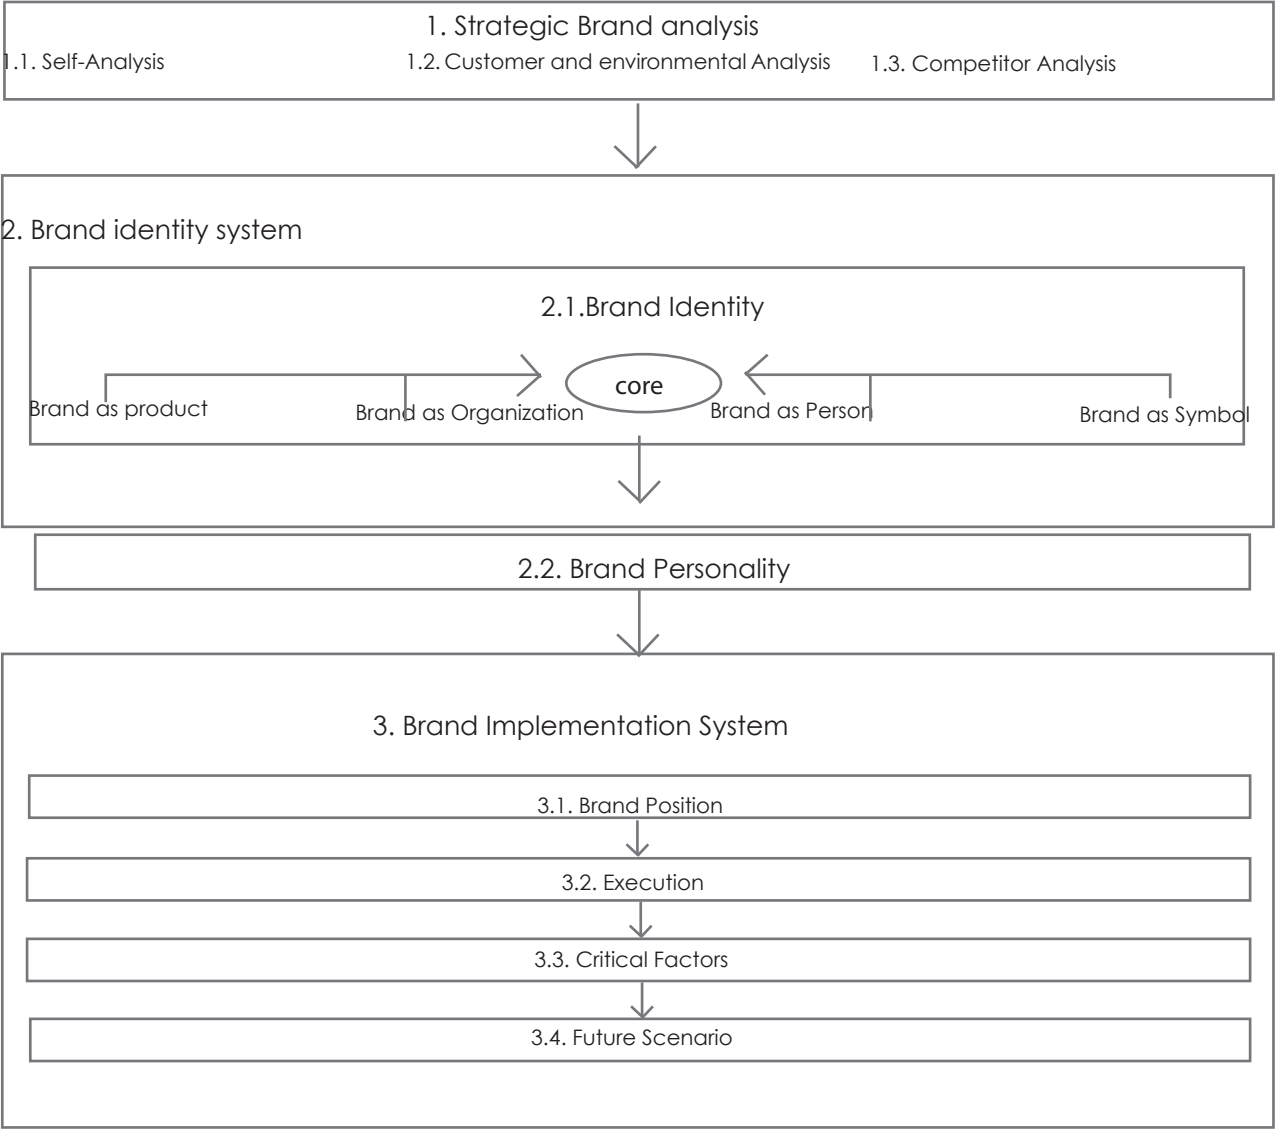 1. Strategic Brand analysis
1.1. Self-Analysis
1.2. Customer and environmental Analysis
1.3. Competitor Analysis
2. Brand identity system
2.1.Brand Identity
core
Brand as product
Brand as Organization
Brand as Person
Brand as Symbol
2.2. Brand Personality
3. Brand Implementation System
3.1. Brand Position
3.2. Execution
3.3. Critical Factors
3.4. Future Scenario